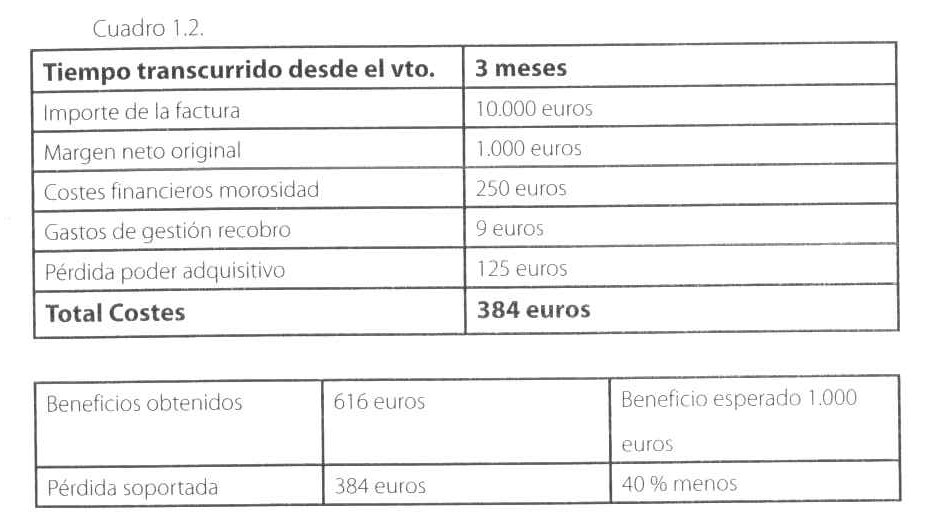 Cuadro 1.2.
Tiempo transcurrido desde el vto. 3 meses
Importe de la factura 10.000 euros
Margen neto original 1.000 euros
Costes financieros morosidad 250 euros
Gastos de gestión recobro 9 euros
Pérdida poder adquisitivo 125 euros
Total Costes 384 euros
Beneficios obtenidos 616 euros Beneficio esperado 1.000
euros
Pérdida soportada 384 euros 40 % menos